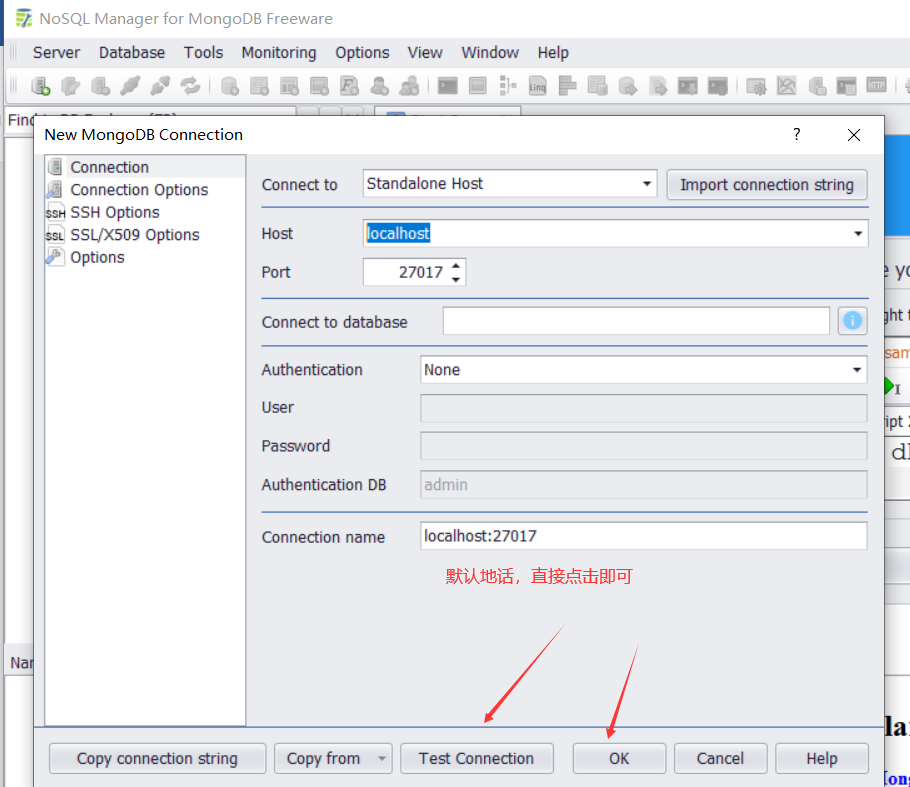 NoSQL Manager for MongoDB Freeware
Server Database Tools Monitoring Options View Window Help
New MongoDB Connection ?
Connection
Connection Options
SSH SSH Options
SSL SSL/X509 Options
Options
Connect to Standalone Host Import connection string
Host localhost
Port 27017
Connect to database
Authentication None
User
Password
Authentication DB admin
Connection name localhost:27017
默认地话，直接点击即可
Copy connection string Copy from Test Connection OK Cancel Help